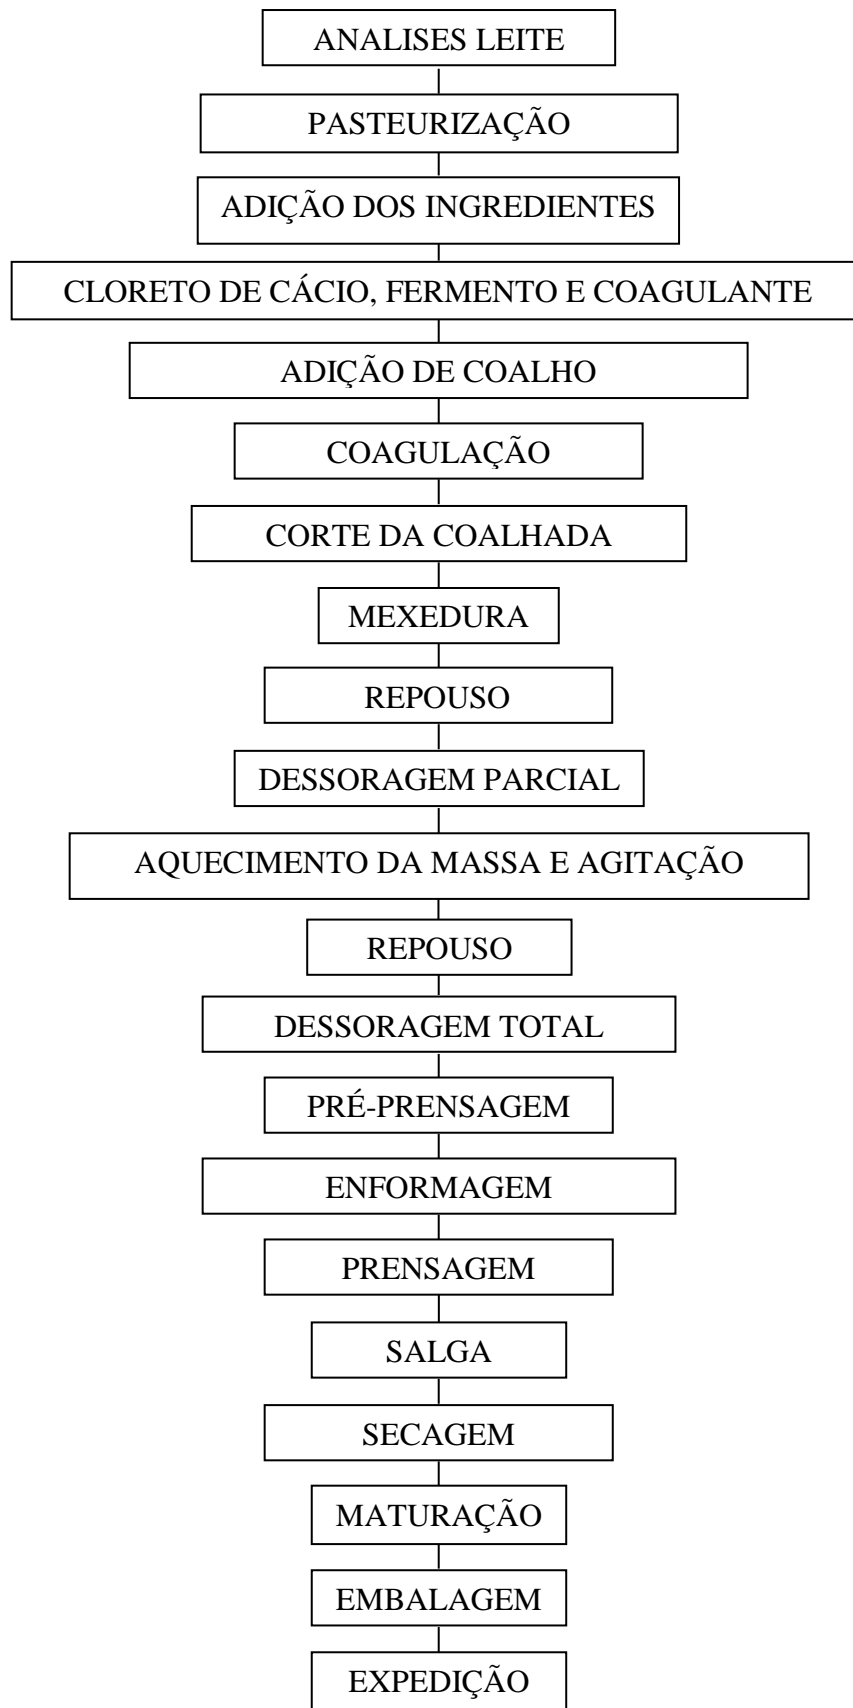 ANALISES LEITE
PASTEURIZAÇÃO
ADIÇÃO DOS INGREDIENTES
CLORETO DE CÁCIO, FERMENTO E COAGULANTE
ADIÇÃO DE COALHO
COAGULAÇÃO
CORTE DA COALHADA
MEXEDURA
REPOUSO
DESSORAGEM PARCIAL
AQUECIMENTO DA MASSA E AGITAÇÃO
REPOUSO
DESSORAGEM TOTAL
PRÉ-PRENSAGEM
ENFORMAGEM
PRENSAGEM
SALGA
SECAGEM
MATURAÇÃO
EMBALAGEM
EXPEDIÇÃO